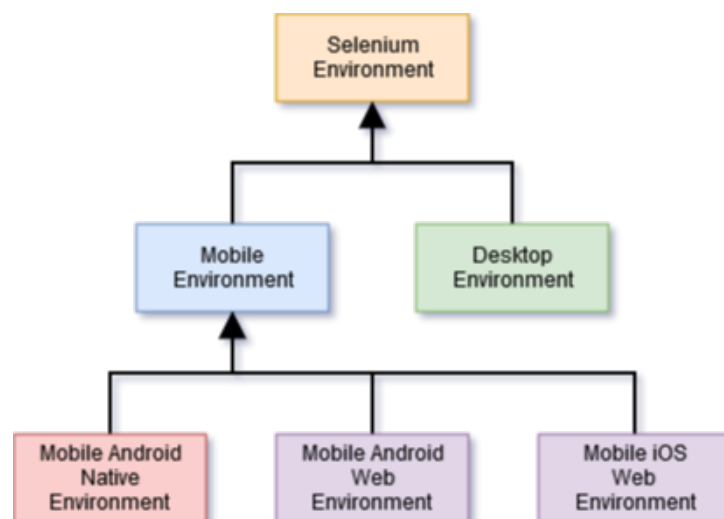 Selenium
Environment
Mobile
Environment
Desktop
Environment
Mobile Android
Native
Environment
Mobile Android
Web
Environment
Mobile iOS
Web
Environment